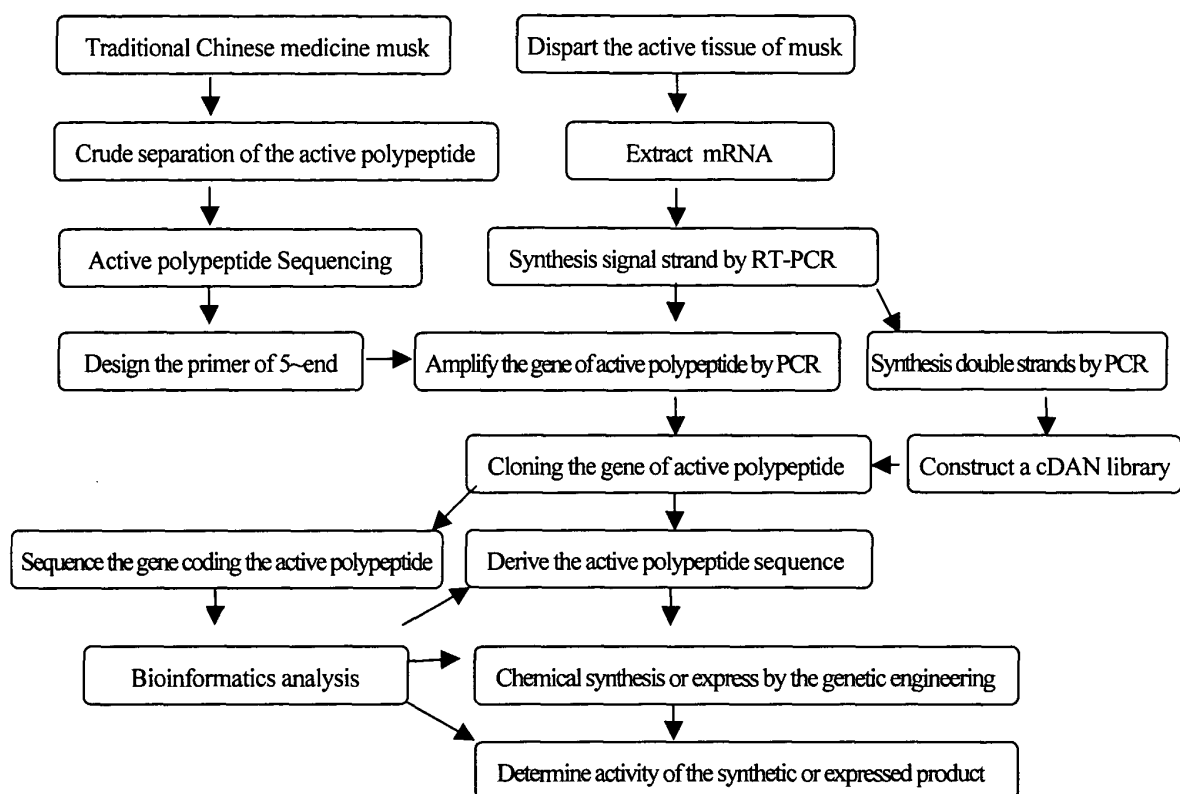 Traditional Chinese medicine musk
Dispart the active tissue of musk
Crude separation of the active polypeptide
Extract mRNA
Active polypeptide Sequencing
Synthesis signal strand by RT-PCR
Design the primer of 5~end
Amplify the gene of active polypeptide by PCR
Synthesis double strands by PCR
Cloning the gene of active polypeptide
Construct a cDAN library
Sequence the gene coding the active polypeptide
Derive the active polypeptide sequence
Bioinformatics analysis
Chemical synthesis or express by the genetic engineering
Determine activity of the synthetic or expressed product